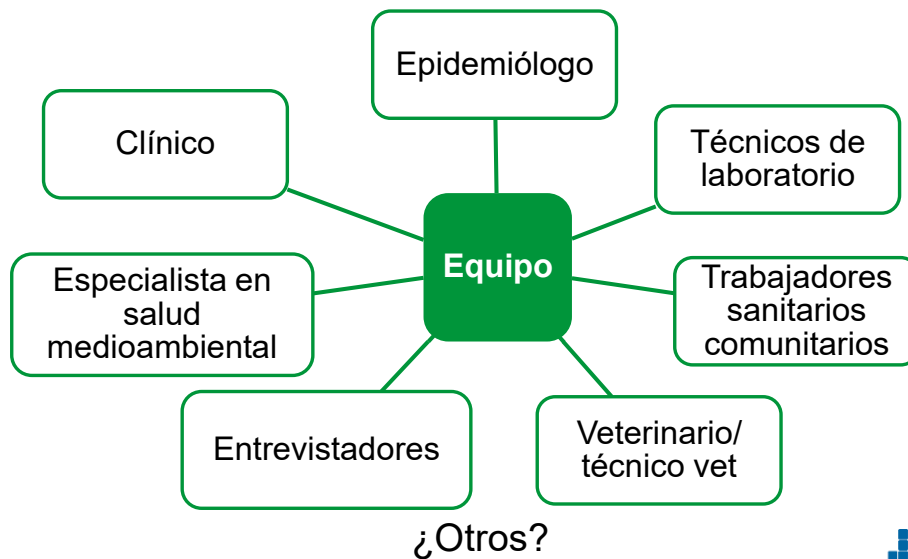 Epidemiólogo
Clínico
Técnicos de
laboratorio
Equipo
Especialista en
salud
medioambiental
Trabajadores
sanitarios
comunitarios
Entrevistadores
Veterinario/
técnico vet
¿Otros?